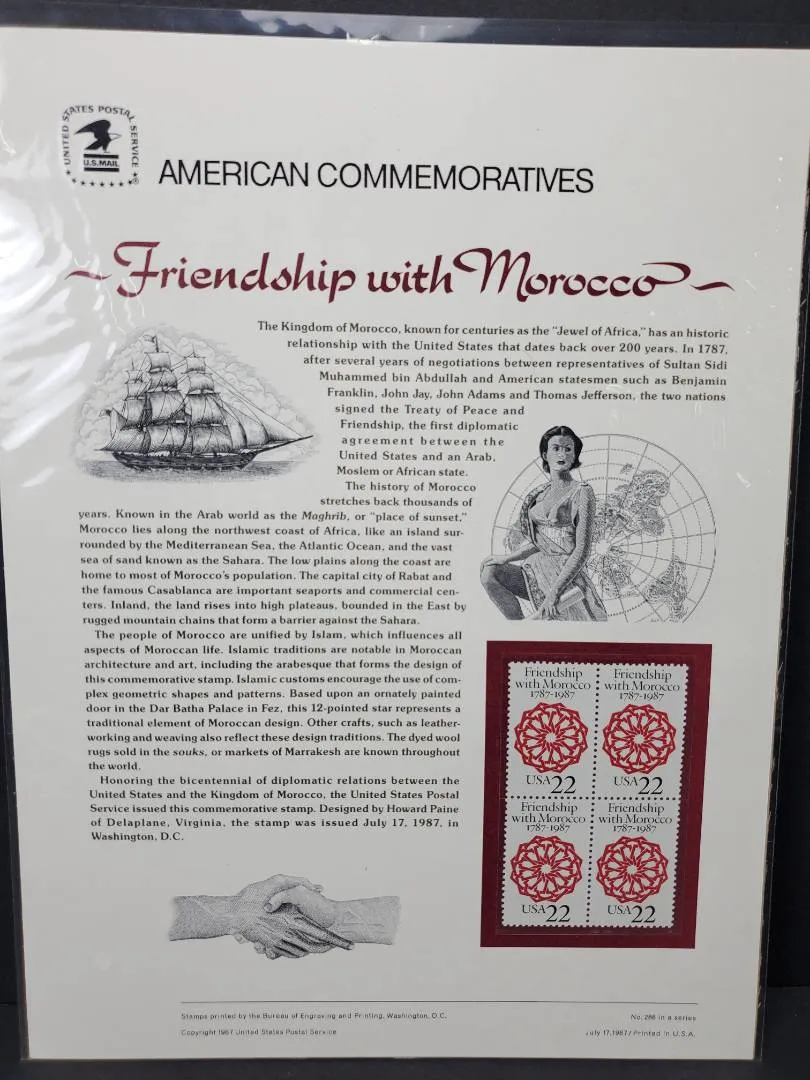 UNITED STATES POSTAL SERVICE
U.S.MAIL
AMERICAN COMMEMORATIVES
~Friendship with Morocco~
The Kingdom of Morocco, known for centuries as the "Jewel of Africa," has an historic
relationship with the United States that dates back over 200 years. In 1787,
after several years of negotiations between representatives of Sultan Sidi
Muhammed bin Abdullah and American statesmen such as Benjamin
Franklin, John Jay, John Adams and Thomas Jefferson, the two nations
signed the Treaty of Peace and
Friendship, the first diplomatic
agreement between the
United States and an Arab,
Moslem or African state.
The history of Morocco
stretches back thousands of
years. Known in the Arab world as the Maghrib, or "place of sunset,"
Morocco lies along the northwest coast of Africa, like an island sur-
rounded by the Mediterranean Sea, the Atlantic Ocean, and the vast
sea of sand known as the Sahara. The low plains along the coast are
home to most of Morocco's population. The capital city of Rabat and
the famous Casablanca are important seaports and commercial cen-
ters. Inland, the land rises into high plateaus, bounded in the East by
rugged mountain chains that form a barrier against the Sahara.
The people of Morocco are unified by Islam, which influences all
aspects of Moroccan life. Islamic traditions are notable in Moroccan
architecture and art, including the arabesque that forms the design of
this commemorative stamp. Islamic customs encourage the use of com-
plex geometric shapes and patterns. Based upon an ornately painted
door in the Dar Batha Palace in Fez, this 12-pointed star represents a
traditional element of Moroccan design. Other crafts, such as leather-
working and weaving also reflect these design traditions. The dyed wool
rugs sold in the souks, or markets of Marrakesh are known throughout
the world.
Honoring the bicentennial of diplomatic relations between the
United States and the Kingdom of Morocco, the United States Postal
Service issued this commemorative stamp. Designed by Howard Paine
of Delaplane, Virginia, the stamp was issued July 17, 1987, in
Washington, D.C.
Friendship
with Morocco
1787-1987
USA 22
Friendship
with Morocco
1787-1987
USA 22
Friendship
with Morocco
1787-1987
USA 22
Friendship
with Morocco
1787-1987
USA 22
Stamps printed by the Bureau of Engraving and Printing, Washington, D.C.
No. 286 in a series
Copyright 1987 United States Postal Service
July 17, 1987/Printed in U.S.A.